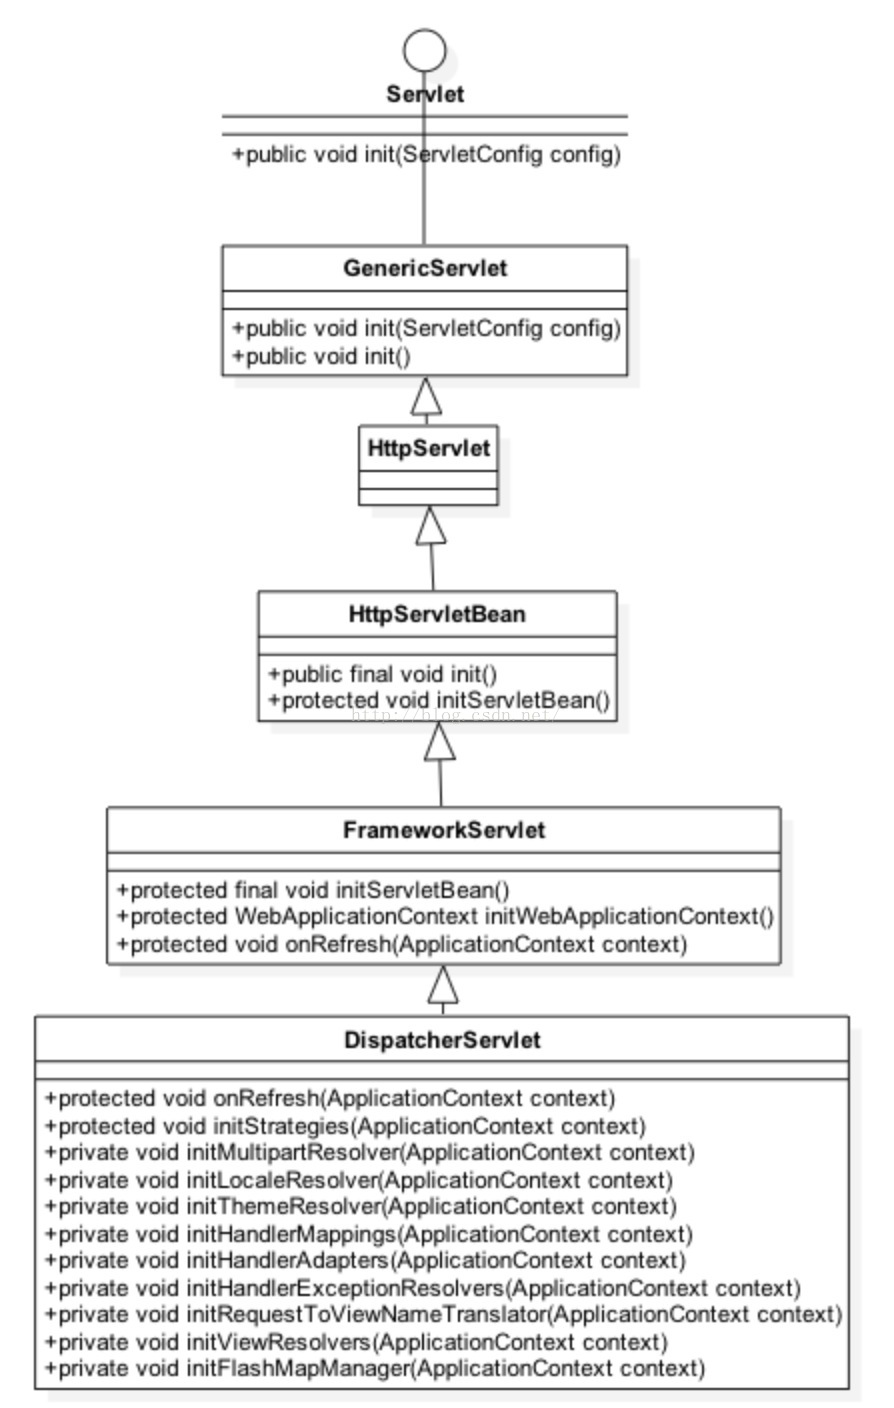 Servlet
+public void init(ServletConfig config)
GenericServlet
+public void init(ServletConfig config)
+public void init()
HttpServlet
HttpServletBean
+public final void init()
+protected void initServletBean()
http://blog.csdn.net/
FrameworkServlet
+protected final void initServletBean()
+protected WebApplicationContext initWebApplicationContext()
+protected void onRefresh(ApplicationContext context)
DispatcherServlet
+protected void onRefresh(ApplicationContext context)
+protected void initStrategies(ApplicationContext context)
+private void initMultipartResolver(ApplicationContext context)
+private void initLocaleResolver(ApplicationContext context)
+private void initThemeResolver(ApplicationContext context)
+private void initHandlerMappings(ApplicationContext context)
+private void initHandlerAdapters(ApplicationContext context)
+private void initHandlerExceptionResolvers(ApplicationContext context)
+private void initRequestToViewNameTranslator(ApplicationContext context)
+private void initViewResolvers(ApplicationContext context)
+private void initFlashMapManager(ApplicationContext context)